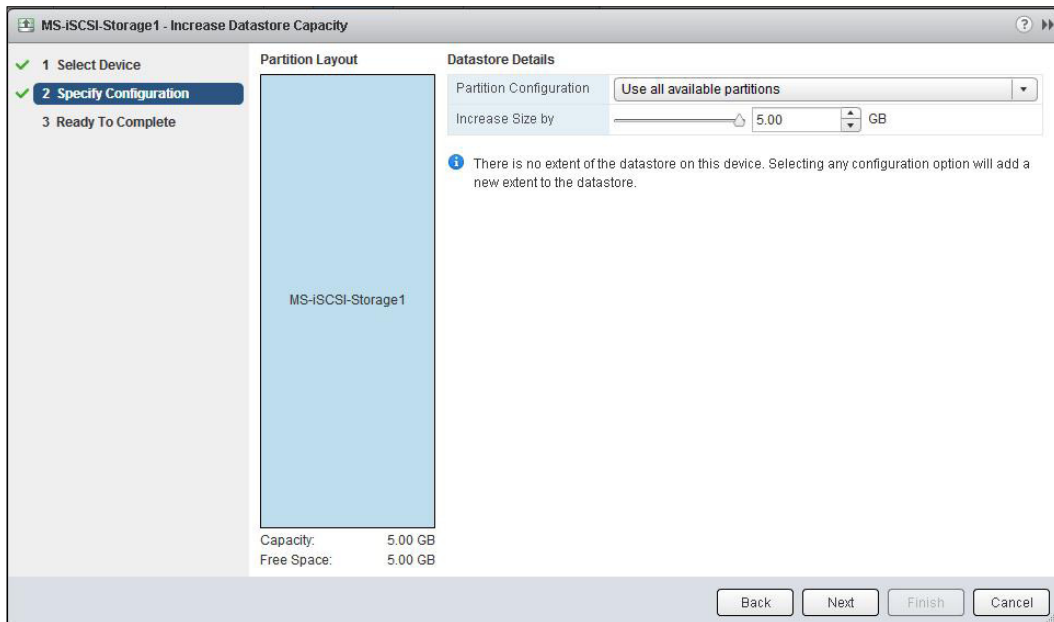 MS-iSCSI-Storage1 - Increase Datastore Capacity
1 Select Device
2 Specify Configuration
3 Ready To Complete
Partition Layout
MS-iSCSI-Storage1
Capacity: 5.00 GB
Free Space: 5.00 GB
Datastore Details
Partition Configuration Use all available partitions
Increase Size by 5.00 GB
There is no extent of the datastore on this device. Selecting any configuration option will add a
new extent to the datastore.
Back Next Finish Cancel